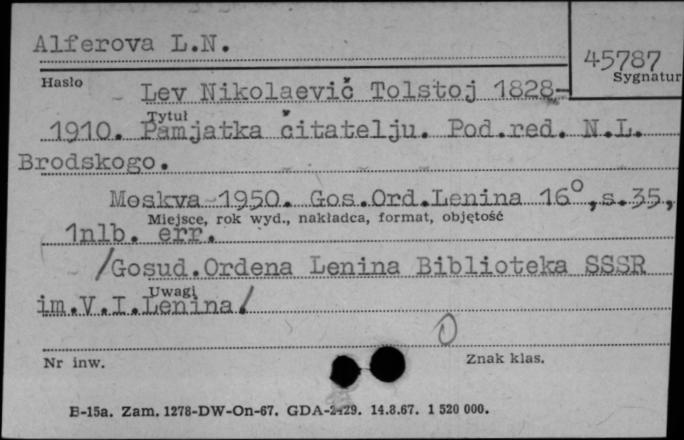 Alferova L.N.
45787
Sygnatur
Hasło
Lev Nikolaevič Tolstoj 1828-
Tytuł
1910. Pamjatka čitatelju. Pod.red. N.L.
Brodskogo.
Moskva 1950. Gos.Ord.Lenina 16°,s.35,
Miejsce, rok wyd., nakładca, format, objętość
1nlb. err.
/Gosud.Ordena Lenina Biblioteka SSSR
Uwagi
im.V.I.Lenina/
Nr inw.
Znak klas.
B-15a. Zam. 1278-DW-On-67. GDA-2429. 14.8.67. 1 520 000.